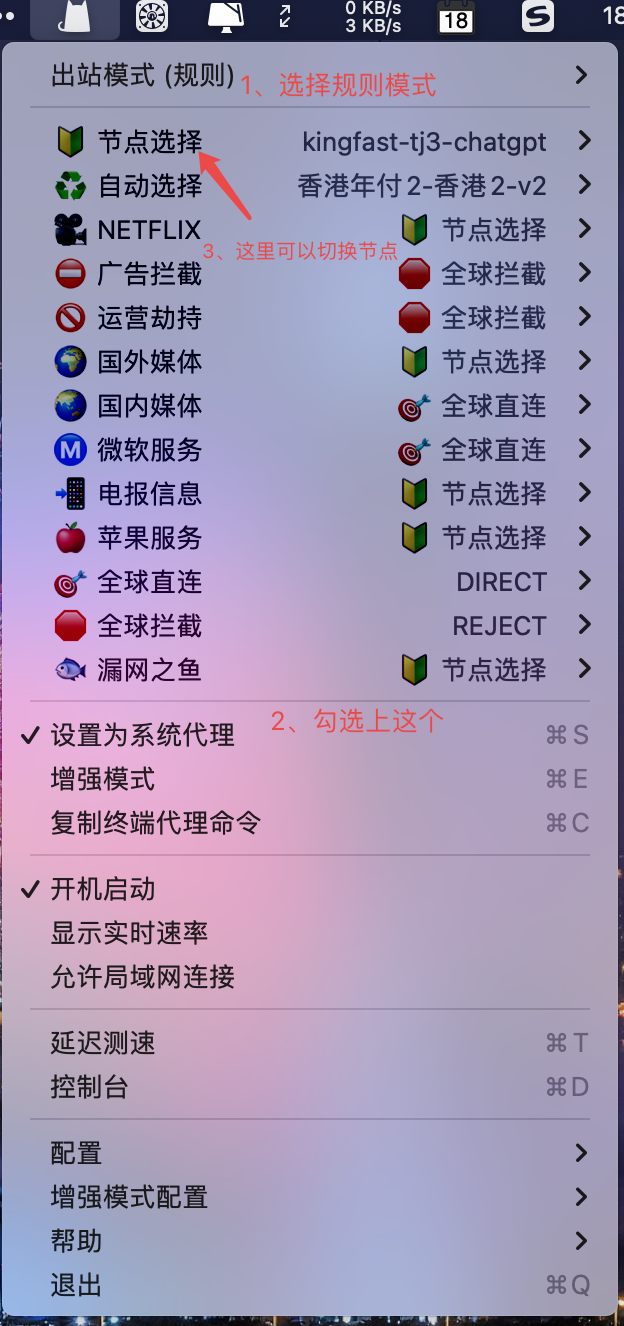 0 KB/s
3 KB/s
18
S
18
出站模式 (规则)
1、选择规则模式
节点选择 kingfast-tj3-chatgpt
自动选择 香港年付2-香港2-v2
NETFLIX 节点选择
3、这里可以切换节点
广告拦截 全球拦截
运营劫持 全球拦截
国外媒体 节点选择
国内媒体 全球直连
M 微软服务 全球直连
电报信息 节点选择
苹果服务 节点选择
全球直连 DIRECT
全球拦截 REJECT
漏网之鱼 节点选择
2、勾选上这个
✓ 设置为系统代理 ⌘S
增强模式 ⌘E
复制终端代理命令 ⌘C
✓ 开机启动
显示实时速率
允许局域网连接
延迟测速 ⌘T
控制台 ⌘D
配置
增强模式配置
帮助
退出 ⌘Q